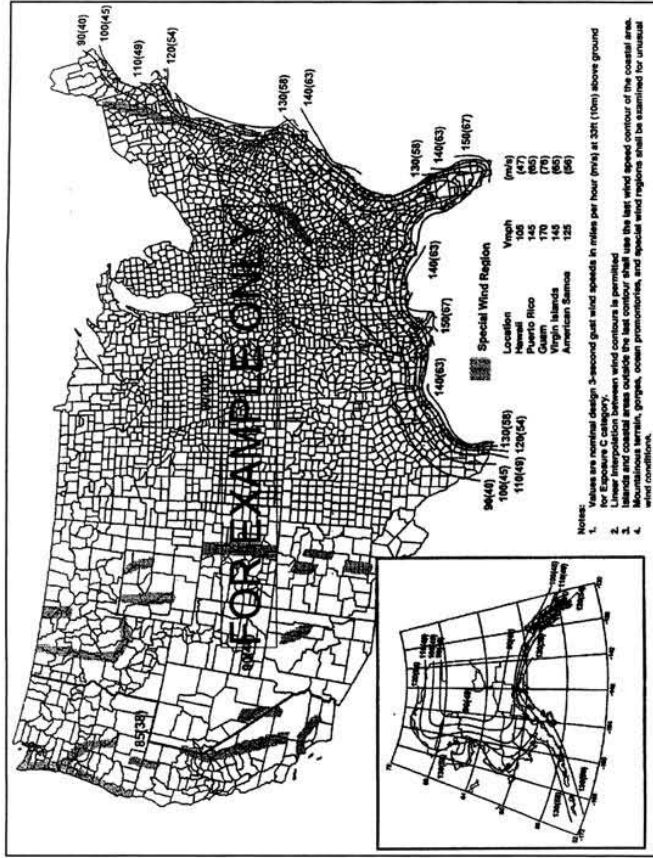 90(40)
100(45)
110(49)
120(54)
130(58)
140(63)
130(58)
140(63)
150(67)
140(63)
150(67)
140(63)
130(58)
120(54)
110(49)
100(45)
90(40)
85(38)
FOR EXAMPLE ONLY
Special Wind Region
Location Vmph (m/s)
Hawaii 105 (47)
Puerto Rico 145 (65)
Guam 170 (76)
Virgin Islands 145 (65)
American Samoa 125 (56)
Notes:
1. Values are nominal design 3-second gust wind speeds in miles per hour (m/s) at 33ft (10m) above ground
for Exposure C category.
2. Linear interpolation between wind contours is permitted
3. Islands and coastal areas outside the last contour shall use the last wind speed contour of the coastal area.
4. Mountainous terrain, gorges, ocean promontories, and special wind regions shall be examined for unusual
wind conditions.